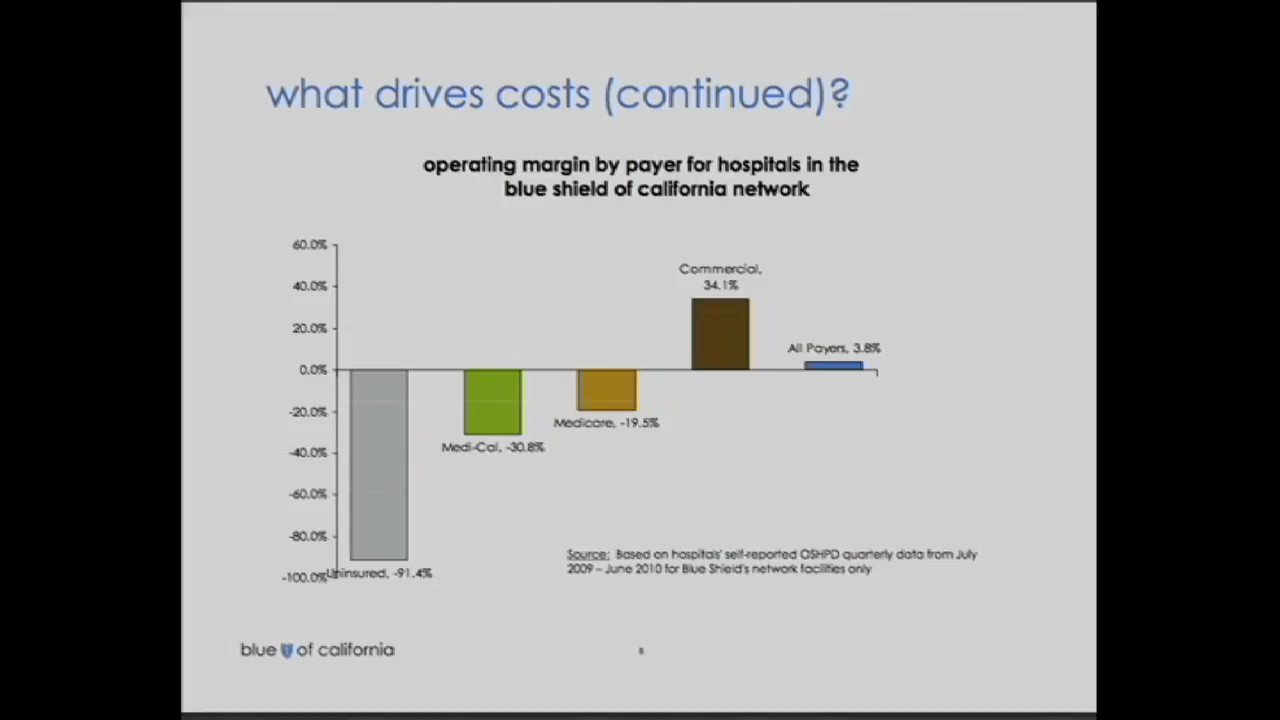 what drives costs (continued)?
operating margin by payer for hospitals in the
blue shield of california network
60.0%
40.0%
20.0%
0.0%
-20.0%
-40.0%
-60.0%
-80.0%
-100.0%
Uninsured, -91.4%
Medi-Cal, -30.8%
Medicare, -19.5%
Commercial,
34.1%
All Payers, 3.8%
Source: Based on hospitals' self-reported OSHPD quarterly data from July
2009 – June 2010 for Blue Shield's network facilities only
blue of california